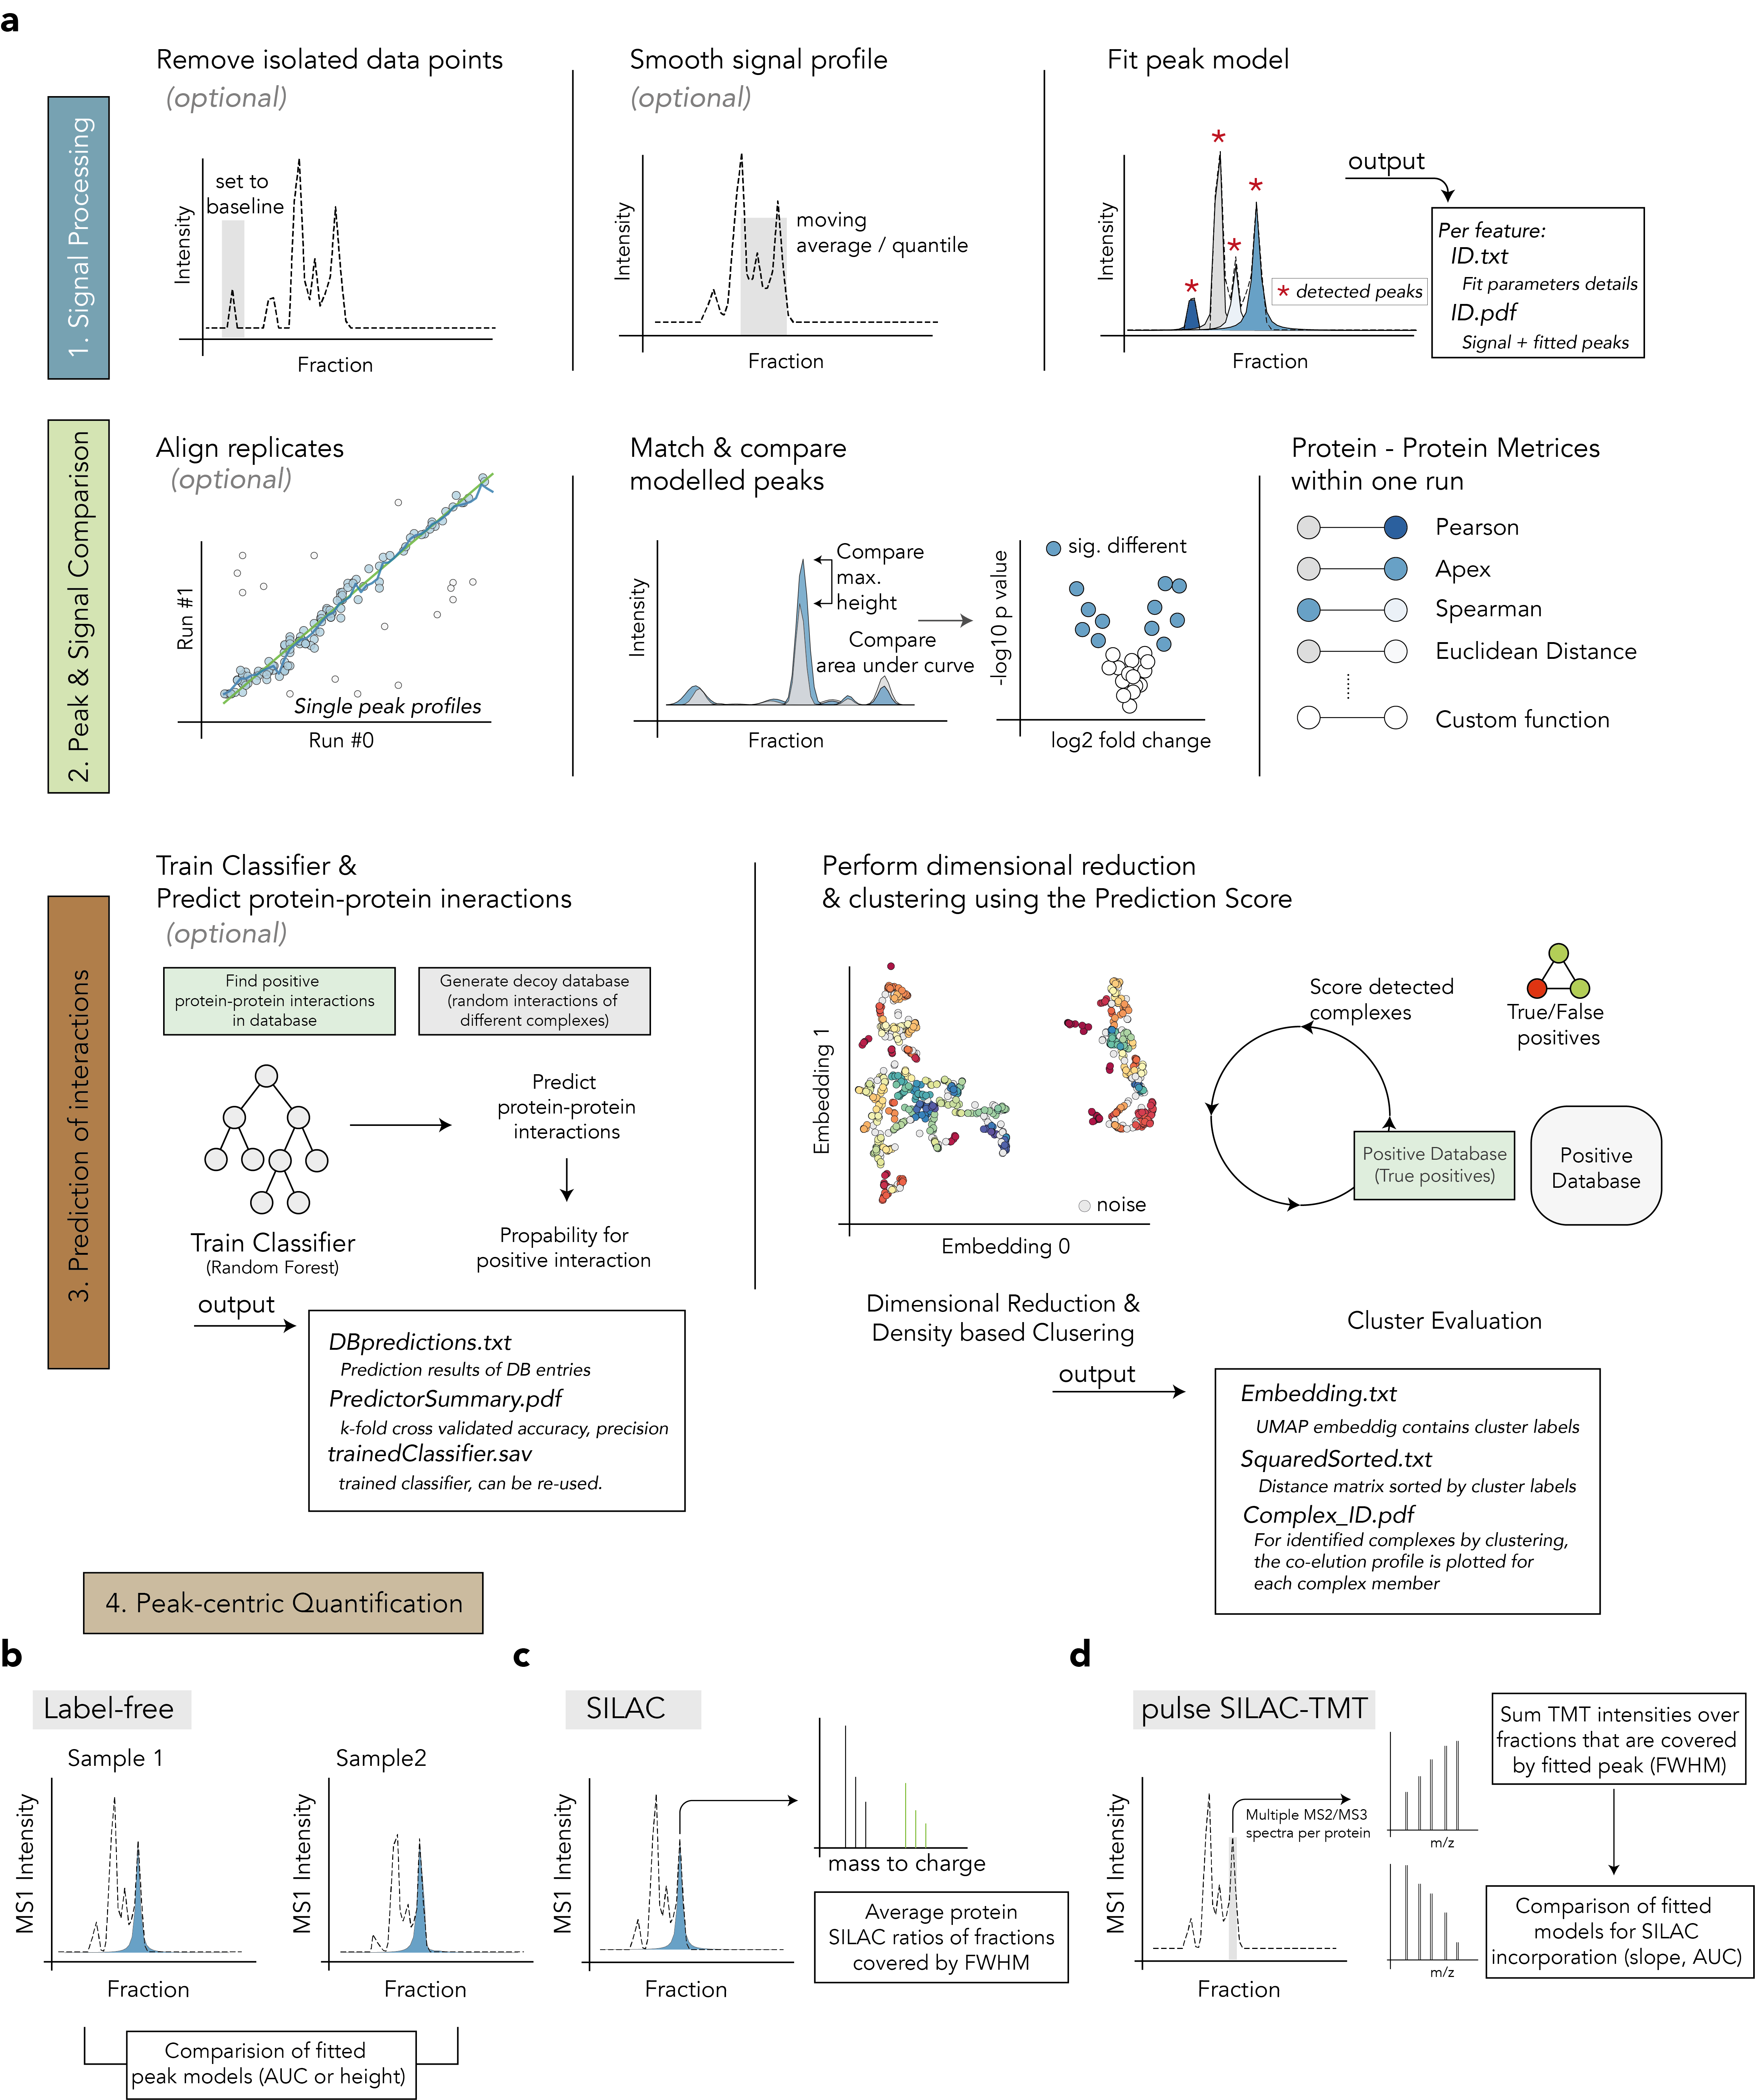 a
1. Signal Processing
Remove isolated data points
(optional)
set to
baseline
Intensity
Fraction
Smooth signal profile
(optional)
moving
average / quantile
Intensity
Fraction
Fit peak model
Intensity
* * * *
* detected peaks
Fraction
output
Per feature:
ID.txt
Fit parameters details
ID.pdf
Signal + fitted peaks
2. Peak & Signal Comparison
Align replicates
(optional)
Run #1
Single peak profiles
Run #0
Match & compare
modelled peaks
Intensity
Compare
max.
height
Compare
area under curve
Fraction
-log10 p value
sig. different
log2 fold change
Protein - Protein Metrices
within one run
Pearson
Apex
Spearman
Euclidean Distance
Custom function
3. Prediction of interactions
Train Classifier &
Predict protein-protein ineractions
(optional)
Find positive
protein-protein interactions
in database
Generate decoy database
(random interactions of
different complexes)
Predict
protein-protein
interactions
Propability for
positive interaction
Train Classifier
(Random Forest)
output
DBpredictions.txt
Prediction results of DB entries
PredictorSummary.pdf
k-fold cross validated accuracy, precision
trainedClassifier.sav
trained classifier, can be re-used.
Perform dimensional reduction
& clustering using the Prediction Score
Embedding 1
noise
Embedding 0
Score detected
complexes
True/False
positives
Positive Database
(True positives)
Positive
Database
Dimensional Reduction &
Density based Clusering
Cluster Evaluation
output
Embedding.txt
UMAP embeddig contains cluster labels
SquaredSorted.txt
Distance matrix sorted by cluster labels
Complex_ID.pdf
For identified complexes by clustering,
the co-elution profile is plotted for
each complex member
4. Peak-centric Quantification
b
Label-free
Sample 1
MS1 Intensity
Fraction
Sample2
MS1 Intensity
Fraction
Comparision of fitted
peak models (AUC or height)
c
SILAC
MS1 Intensity
Fraction
mass to charge
Average protein
SILAC ratios of fractions
covered by FWHM
d
pulse SILAC-TMT
MS1 Intensity
Fraction
Multiple MS2/MS3
spectra per protein
m/z
m/z
Sum TMT intensities over
fractions that are covered
by fitted peak (FWHM)
Comparison of fitted
models for SILAC
incorporation (slope, AUC)